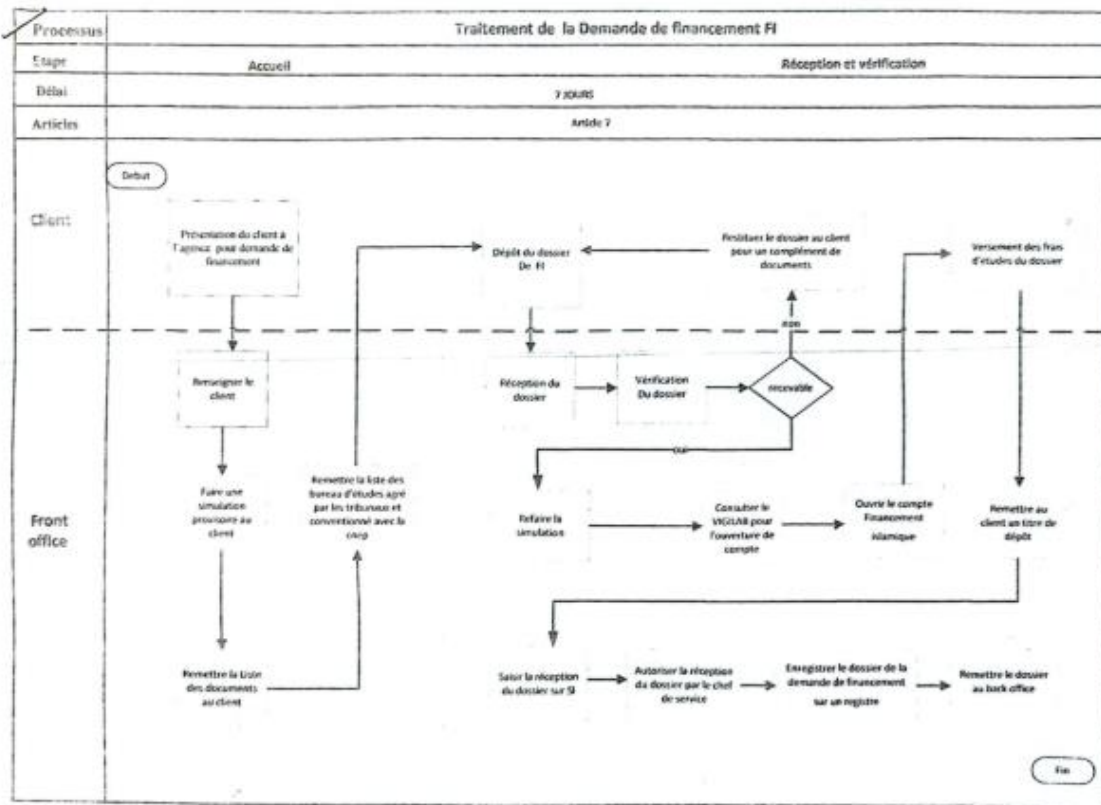 Processus
Traitement de la Demande de financement FI
Etape
Accueil
Réception et vérification
Délai
7 JOURS
Articles
Article 7
Debut
Client
Présentation du client à
l'agence pour demande de
financement
Dépôt du dossier
De FI
Restituer le dossier au client
pour un complément de
documents
Versement des frais
d'etudes du dossier
non
Renseigner le
client
Réception du
dossier
Vérification
Du dossier
recevable
oui
Front
office
Faire une
simulation
provisoire au
client
Remettre la liste des
bureau d'études agré
par les tribunaux et
conventionné avec la
cnep
Refaire la
simulation
Consulter le
VIGILAB pour
l'ouverture de
compte
Ouvrir le compte
Financement
islamique
Remettre au
client un titre de
dépôt
Remettre la Liste
des documents
au client
Saisir la réception
du dossier sur SI
Autoriser la réception
du dossier par le chef
de service
Enregistrer le dossier de la
demande de financement
sur un registre
Remettre le dossier
au back office
Fin